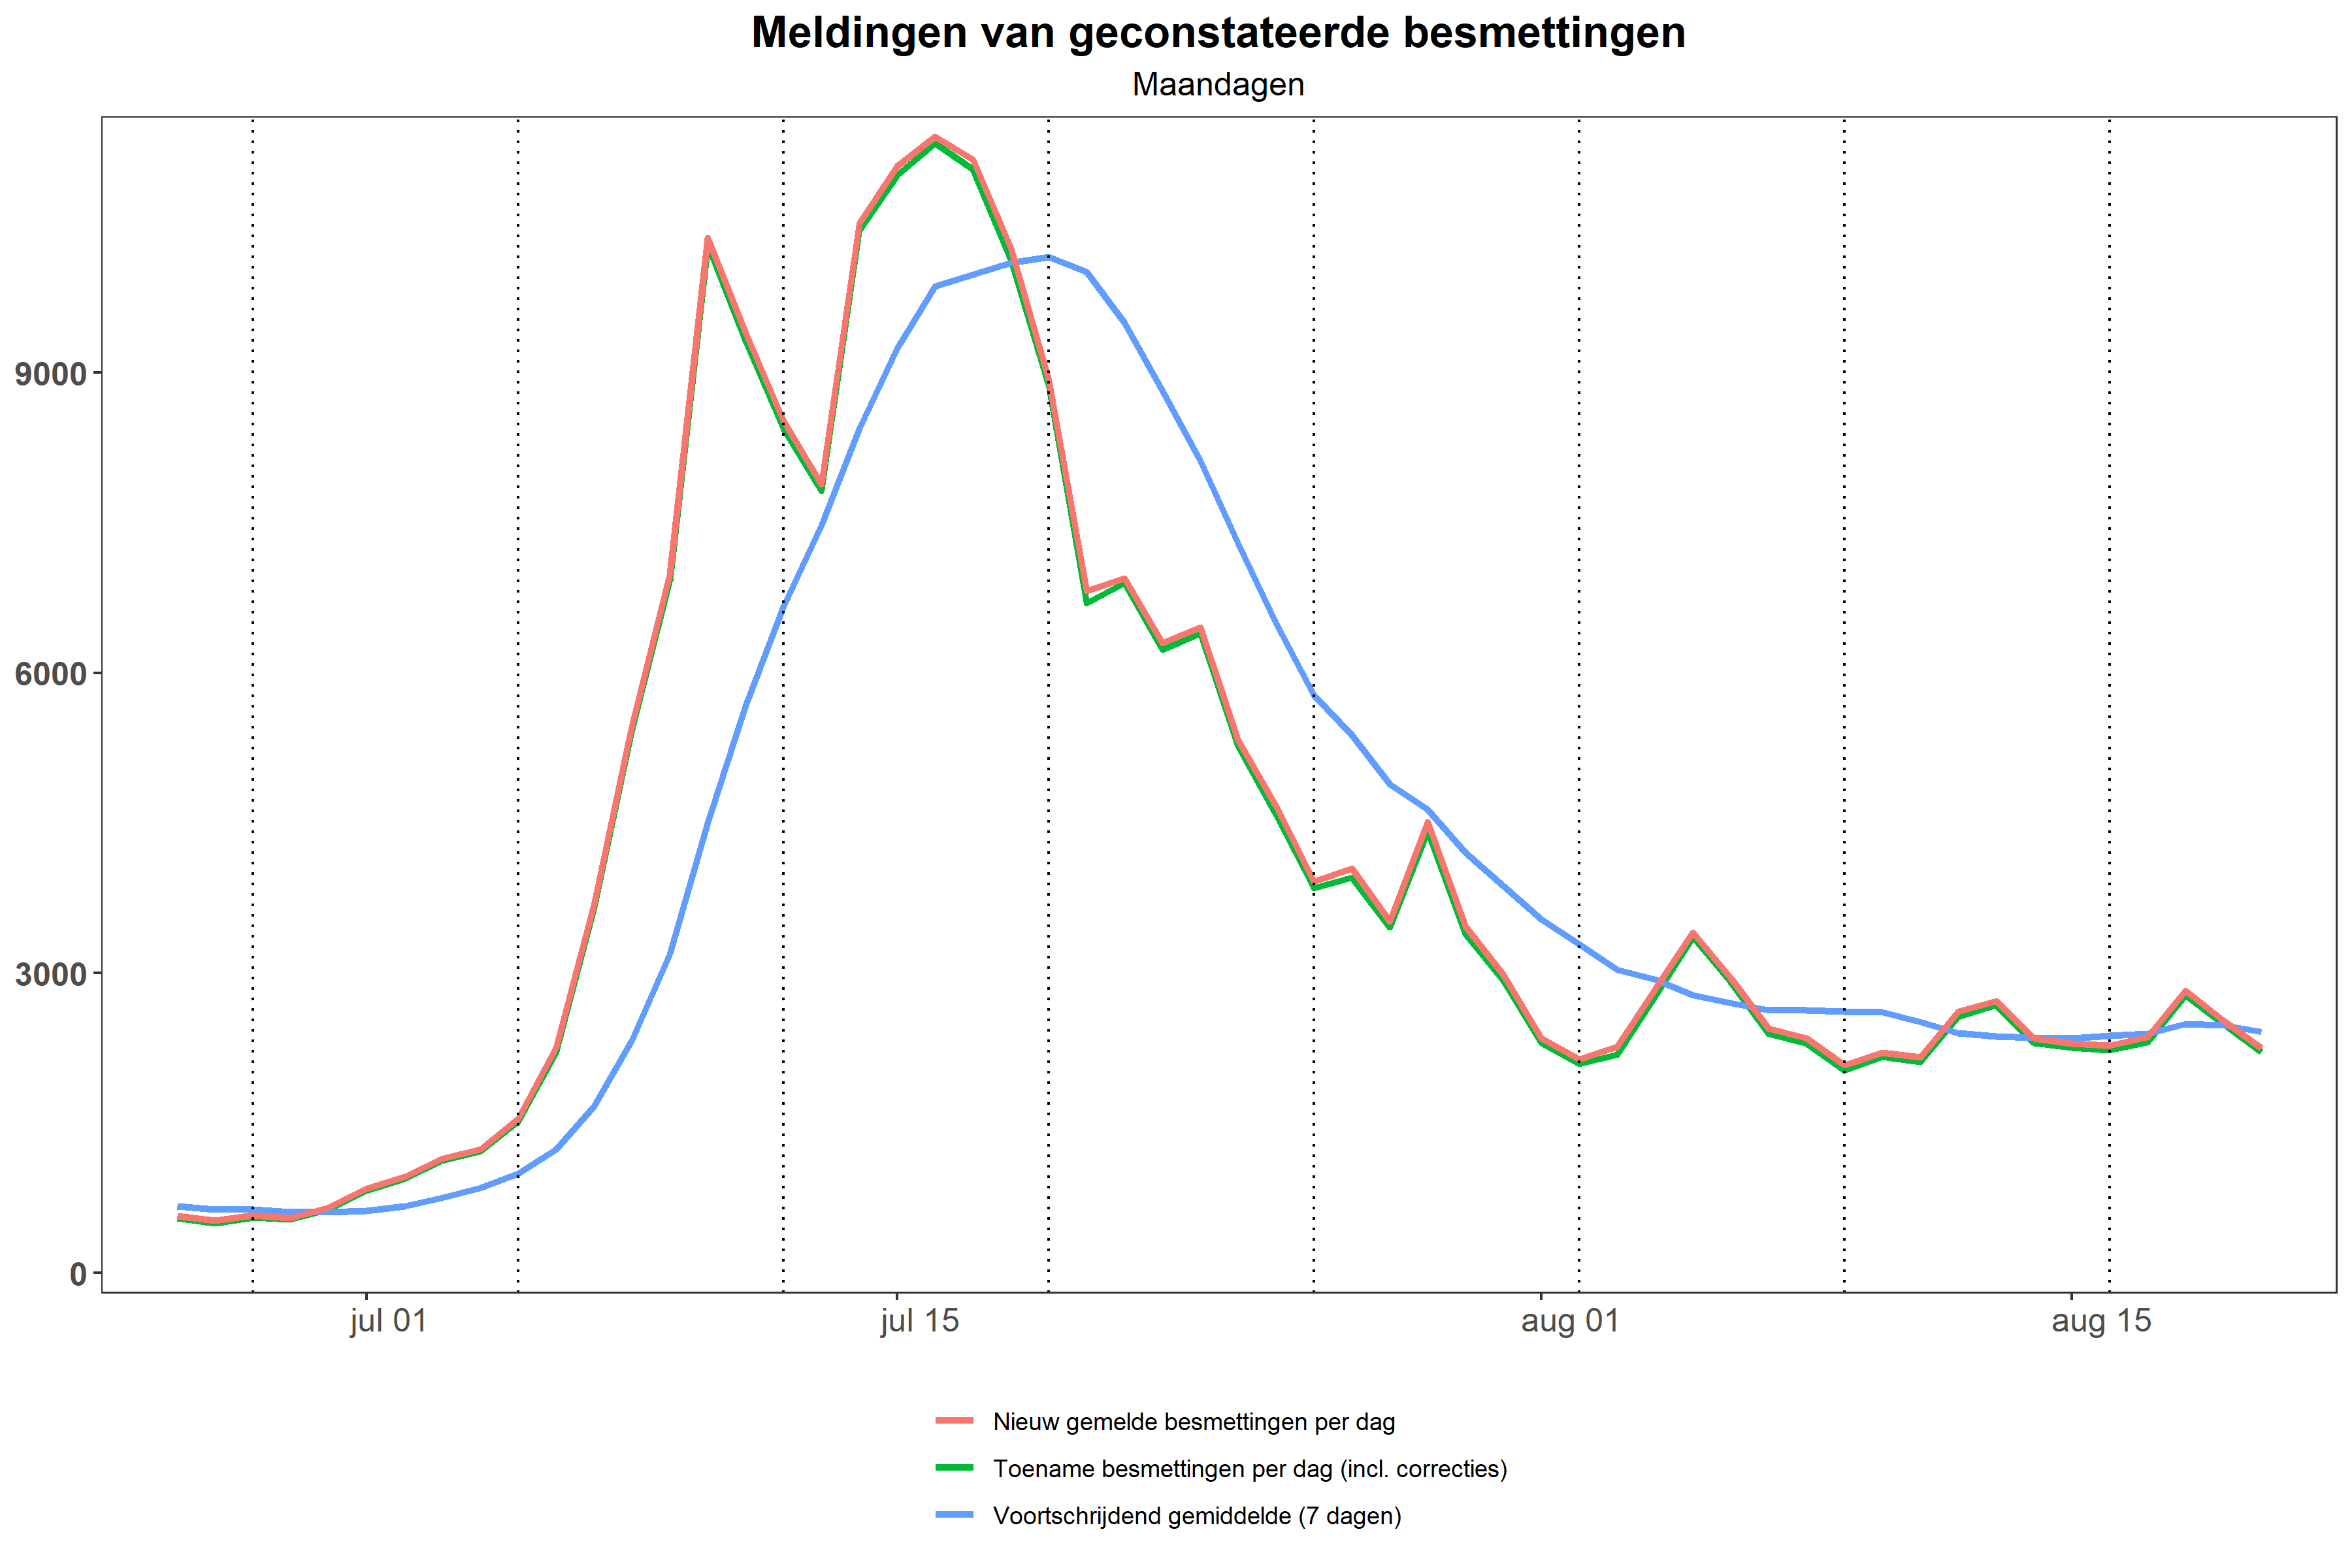 Meldingen van geconstateerde besmettingen
Maandagen
9000
6000
3000
0
jul 01
jul 15
aug 01
aug 15
Nieuw gemelde besmettingen per dag
Toename besmettingen per dag (incl. correcties)
Voortschrijdend gemiddelde (7 dagen)